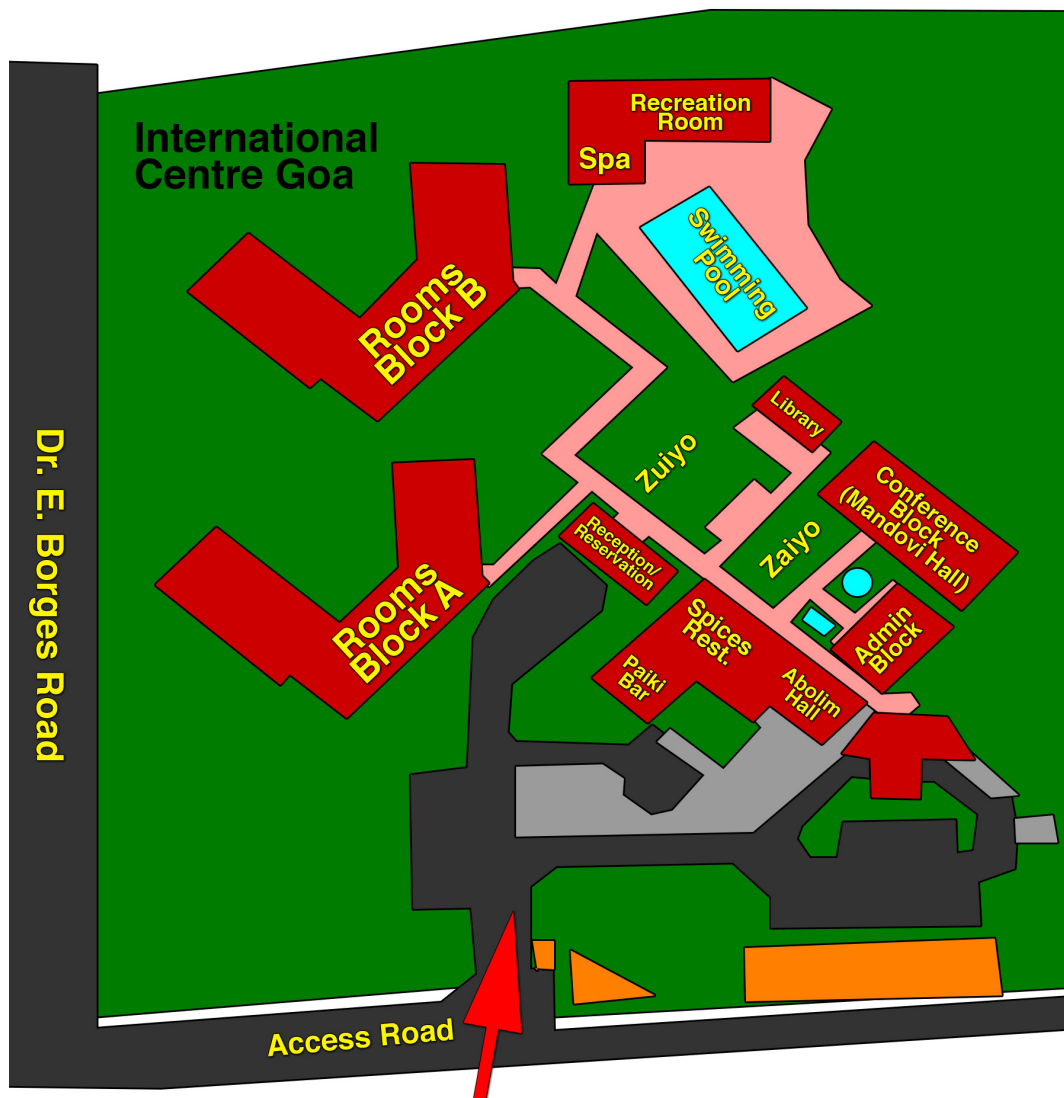 International
Centre Goa
Recreation
Room
Spa
Swimming
Pool
Rooms
Block B
Library
Zuiyo
Conference
Block
(Mandovi Hall)
Zaiyo
Reception/
Reservation
Rooms
Block A
Spices
Rest.
Admin
Block
Paiki
Bar
Abolim
Hall
Dr. E. Borges Road
Access Road